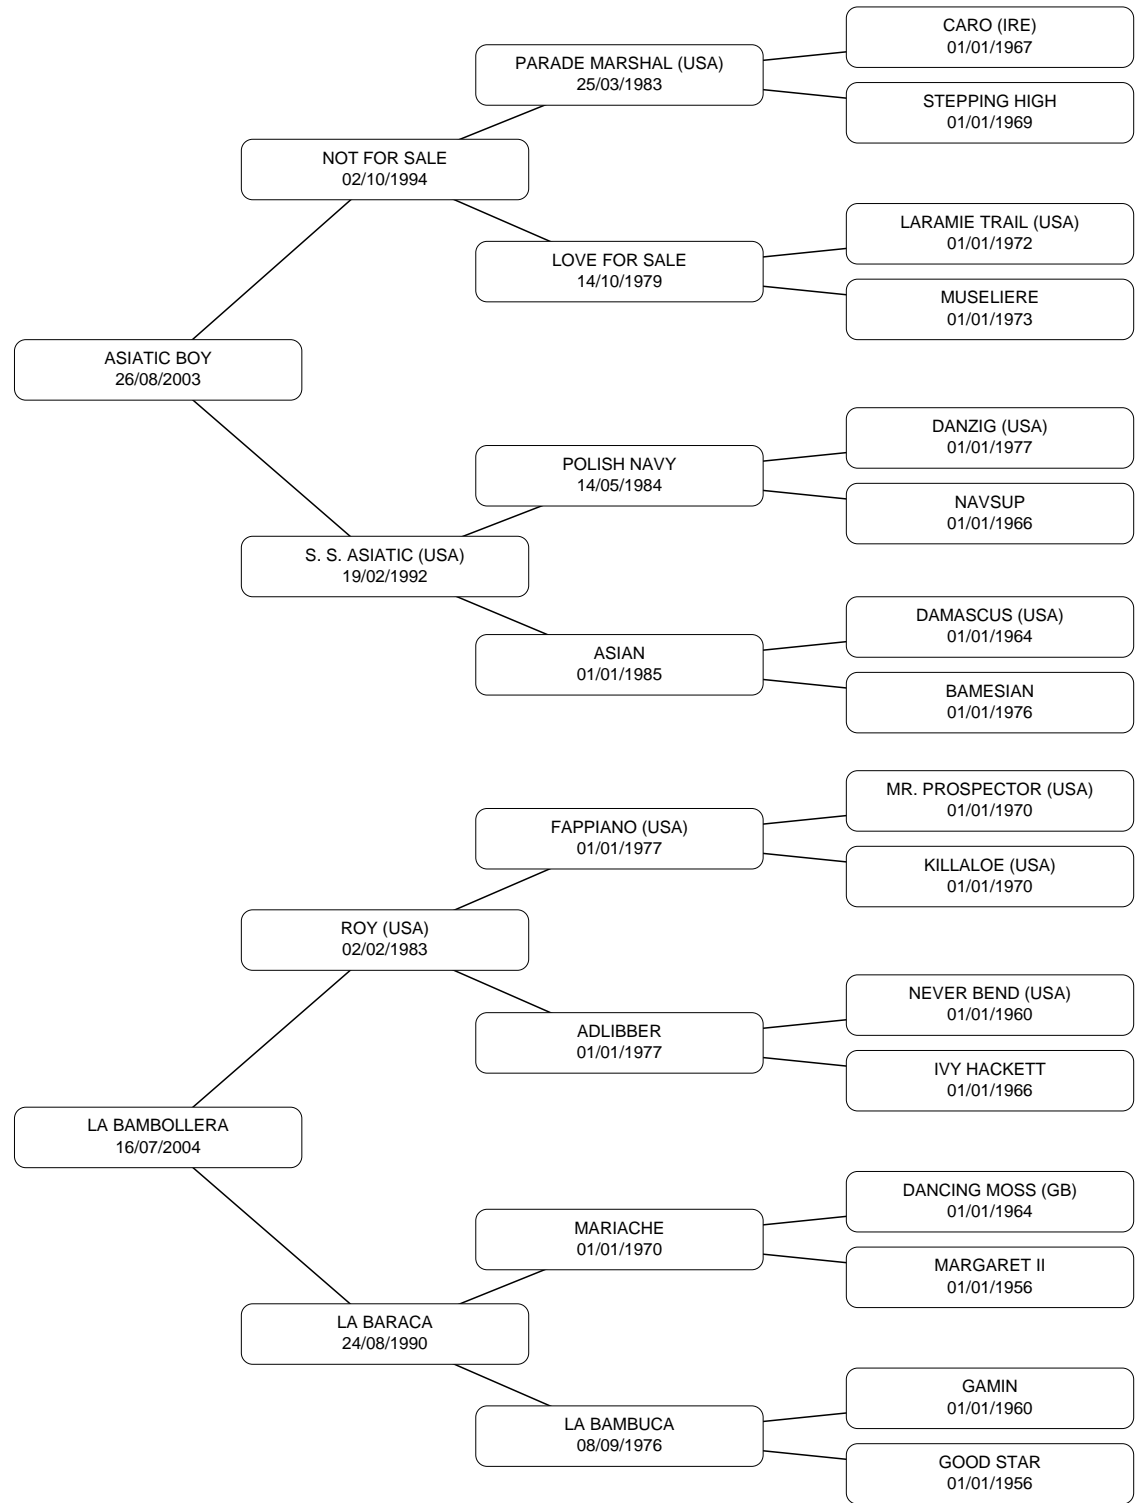 CARO (IRE)
01/01/1967
PARADE MARSHAL (USA)
25/03/1983
STEPPING HIGH
01/01/1969
NOT FOR SALE
02/10/1994
LARAMIE TRAIL (USA)
01/01/1972
LOVE FOR SALE
14/10/1979
MUSELIERE
01/01/1973
ASIATIC BOY
26/08/2003
DANZIG (USA)
01/01/1977
POLISH NAVY
14/05/1984
NAVSUP
01/01/1966
S. S. ASIATIC (USA)
19/02/1992
DAMASCUS (USA)
01/01/1964
ASIAN
01/01/1985
BAMESIAN
01/01/1976
MR. PROSPECTOR (USA)
01/01/1970
FAPPIANO (USA)
01/01/1977
KILLALOE (USA)
01/01/1970
ROY (USA)
02/02/1983
NEVER BEND (USA)
01/01/1960
ADLIBBER
01/01/1977
IVY HACKETT
01/01/1966
LA BAMBOLLERA
16/07/2004
DANCING MOSS (GB)
01/01/1964
MARIACHE
01/01/1970
MARGARET II
01/01/1956
LA BARACA
24/08/1990
GAMIN
01/01/1960
LA BAMBUCA
08/09/1976
GOOD STAR
01/01/1956